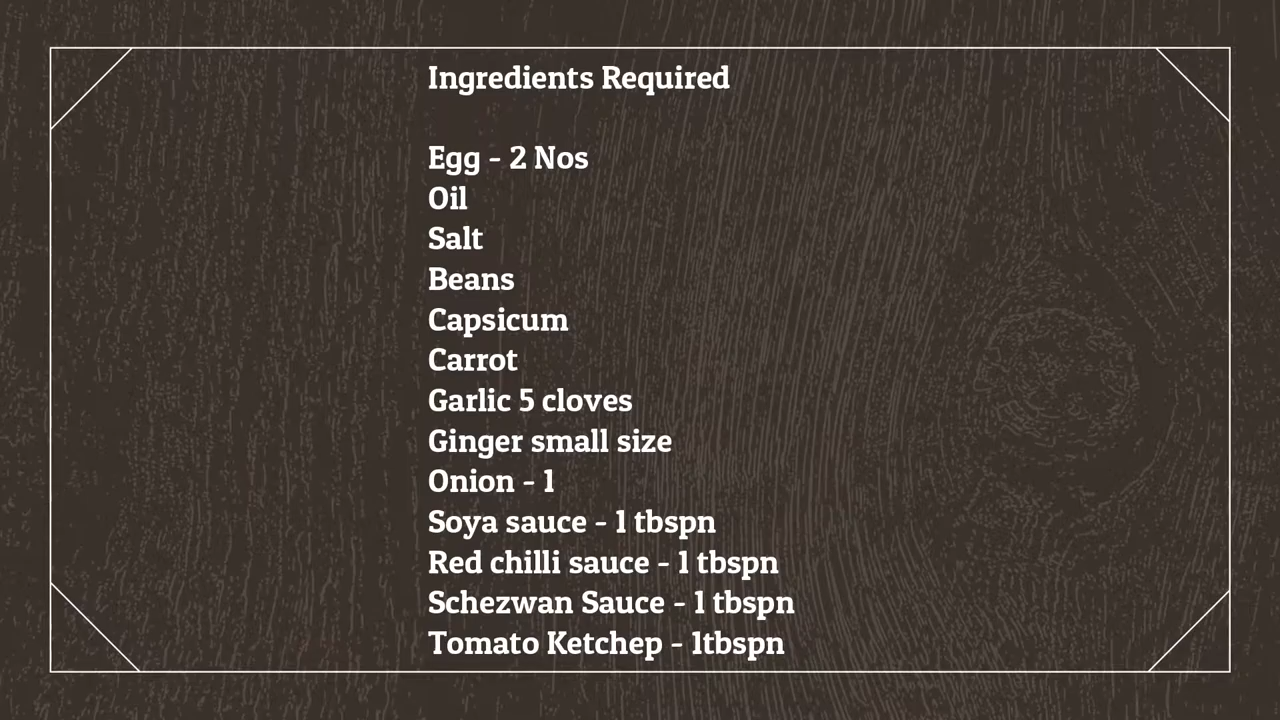 Ingredients Required
Egg - 2 Nos
Oil
Salt
Beans
Capsicum
Carrot
Garlic 5 cloves
Ginger small size
Onion - 1
Soya sauce - 1 tbspn
Red chilli sauce - 1 tbspn
Schezwan Sauce - 1 tbspn
Tomato Ketchep - 1tbspn